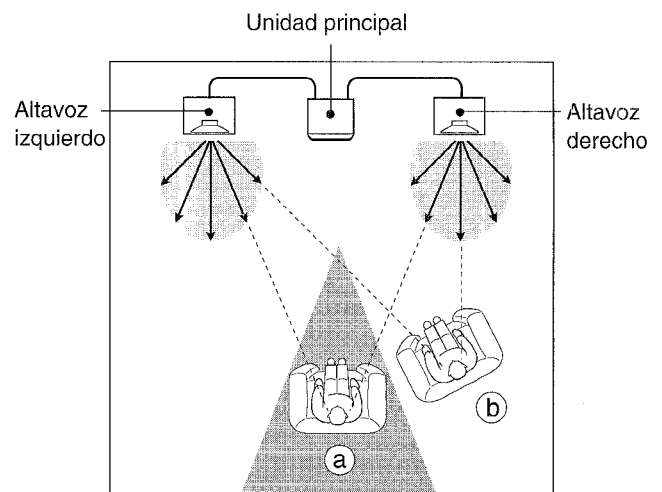 Unidad principal
Altavoz
izquierdo
Altavoz
derecho
a
b